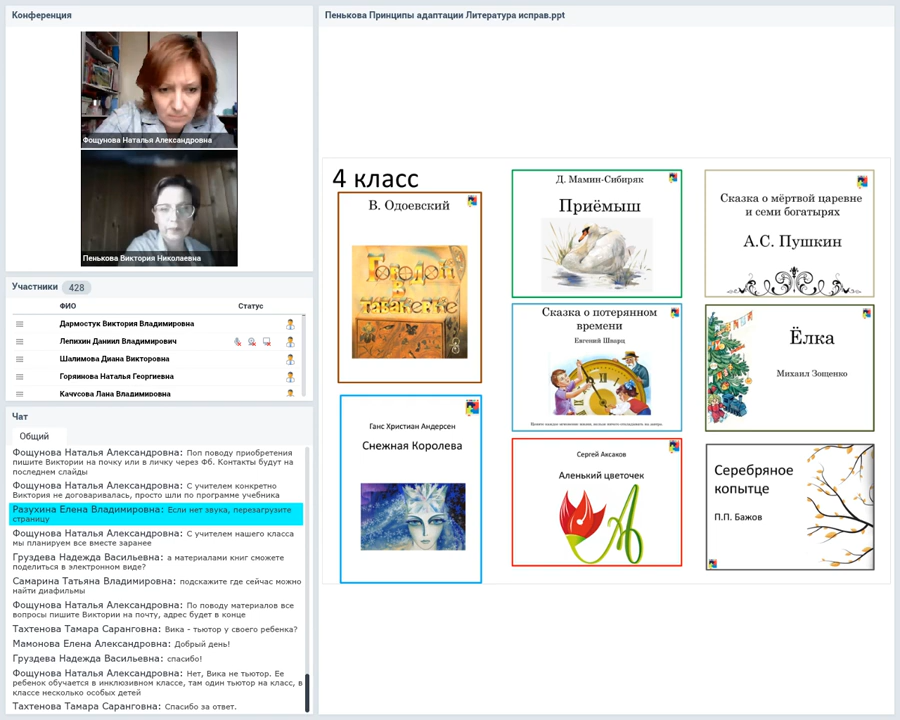 Конференция
Фощунова Наталья Александровна
Пенькова Виктория Николаевна
Участники 428
ФИО Статус
Дармостук Виктория Владимировна
Лепихин Даниил Владимирович
Шалимова Диана Викторовна
Горяинова Наталья Георгиевна
Качусова Лана Владимировна
Чат
Общий
Фощунова Наталья Александровна: Поп поводу приобретения
пишите Виктории на почку или в личку через Фб. Контакты будут на
последнем слайды
Фощунова Наталья Александровна: С учителем конкретно
Виктория не договаривалась, просто шли по программе учебника
Разухина Елена Владимировна: Если нет звука, перезагрузите
страницу
Фощунова Наталья Александровна: С учителем нашего класса
мы планируем все вместе заранее
Груздева Надежда Васильевна: а материалами книг сможете
поделиться в электронном виде?
Самарина Татьяна Владимировна: подскажите где сейчас можно
найти диафильмы
Фощунова Наталья Александровна: По поводу материалов все
вопросы пишите Виктории на почту, адрес будет в конце
Тахтенова Тамара Саранговна: Вика - тьютор у своего ребенка?
Мамонова Елена Александровна: Добрый день!
Груздева Надежда Васильевна: спасибо!
Фощунова Наталья Александровна: Нет, Вика не тьютор. Ее
ребенок обучается в инклюзивном классе, там один тьютор на класс, в
классе несколько особых детей
Тахтенова Тамара Саранговна: Спасибо за ответ.
Пенькова Принципы адаптации Литература исправ.ppt
4 класс
В. Одоевский
Городок
в
табакерке
Ганс Христиан Андерсен
Снежная Королева
Д. Мамин-Сибиряк
Приёмыш
Сказка о потерянном
времени
Евгений Шварц
Сергей Аксаков
Аленький цветочек
Сказка о мёртвой царевне
и семи богатырях
А.С. Пушкин
Ёлка
Михаил Зощенко
Серебряное
копытце
П.П. Бажов